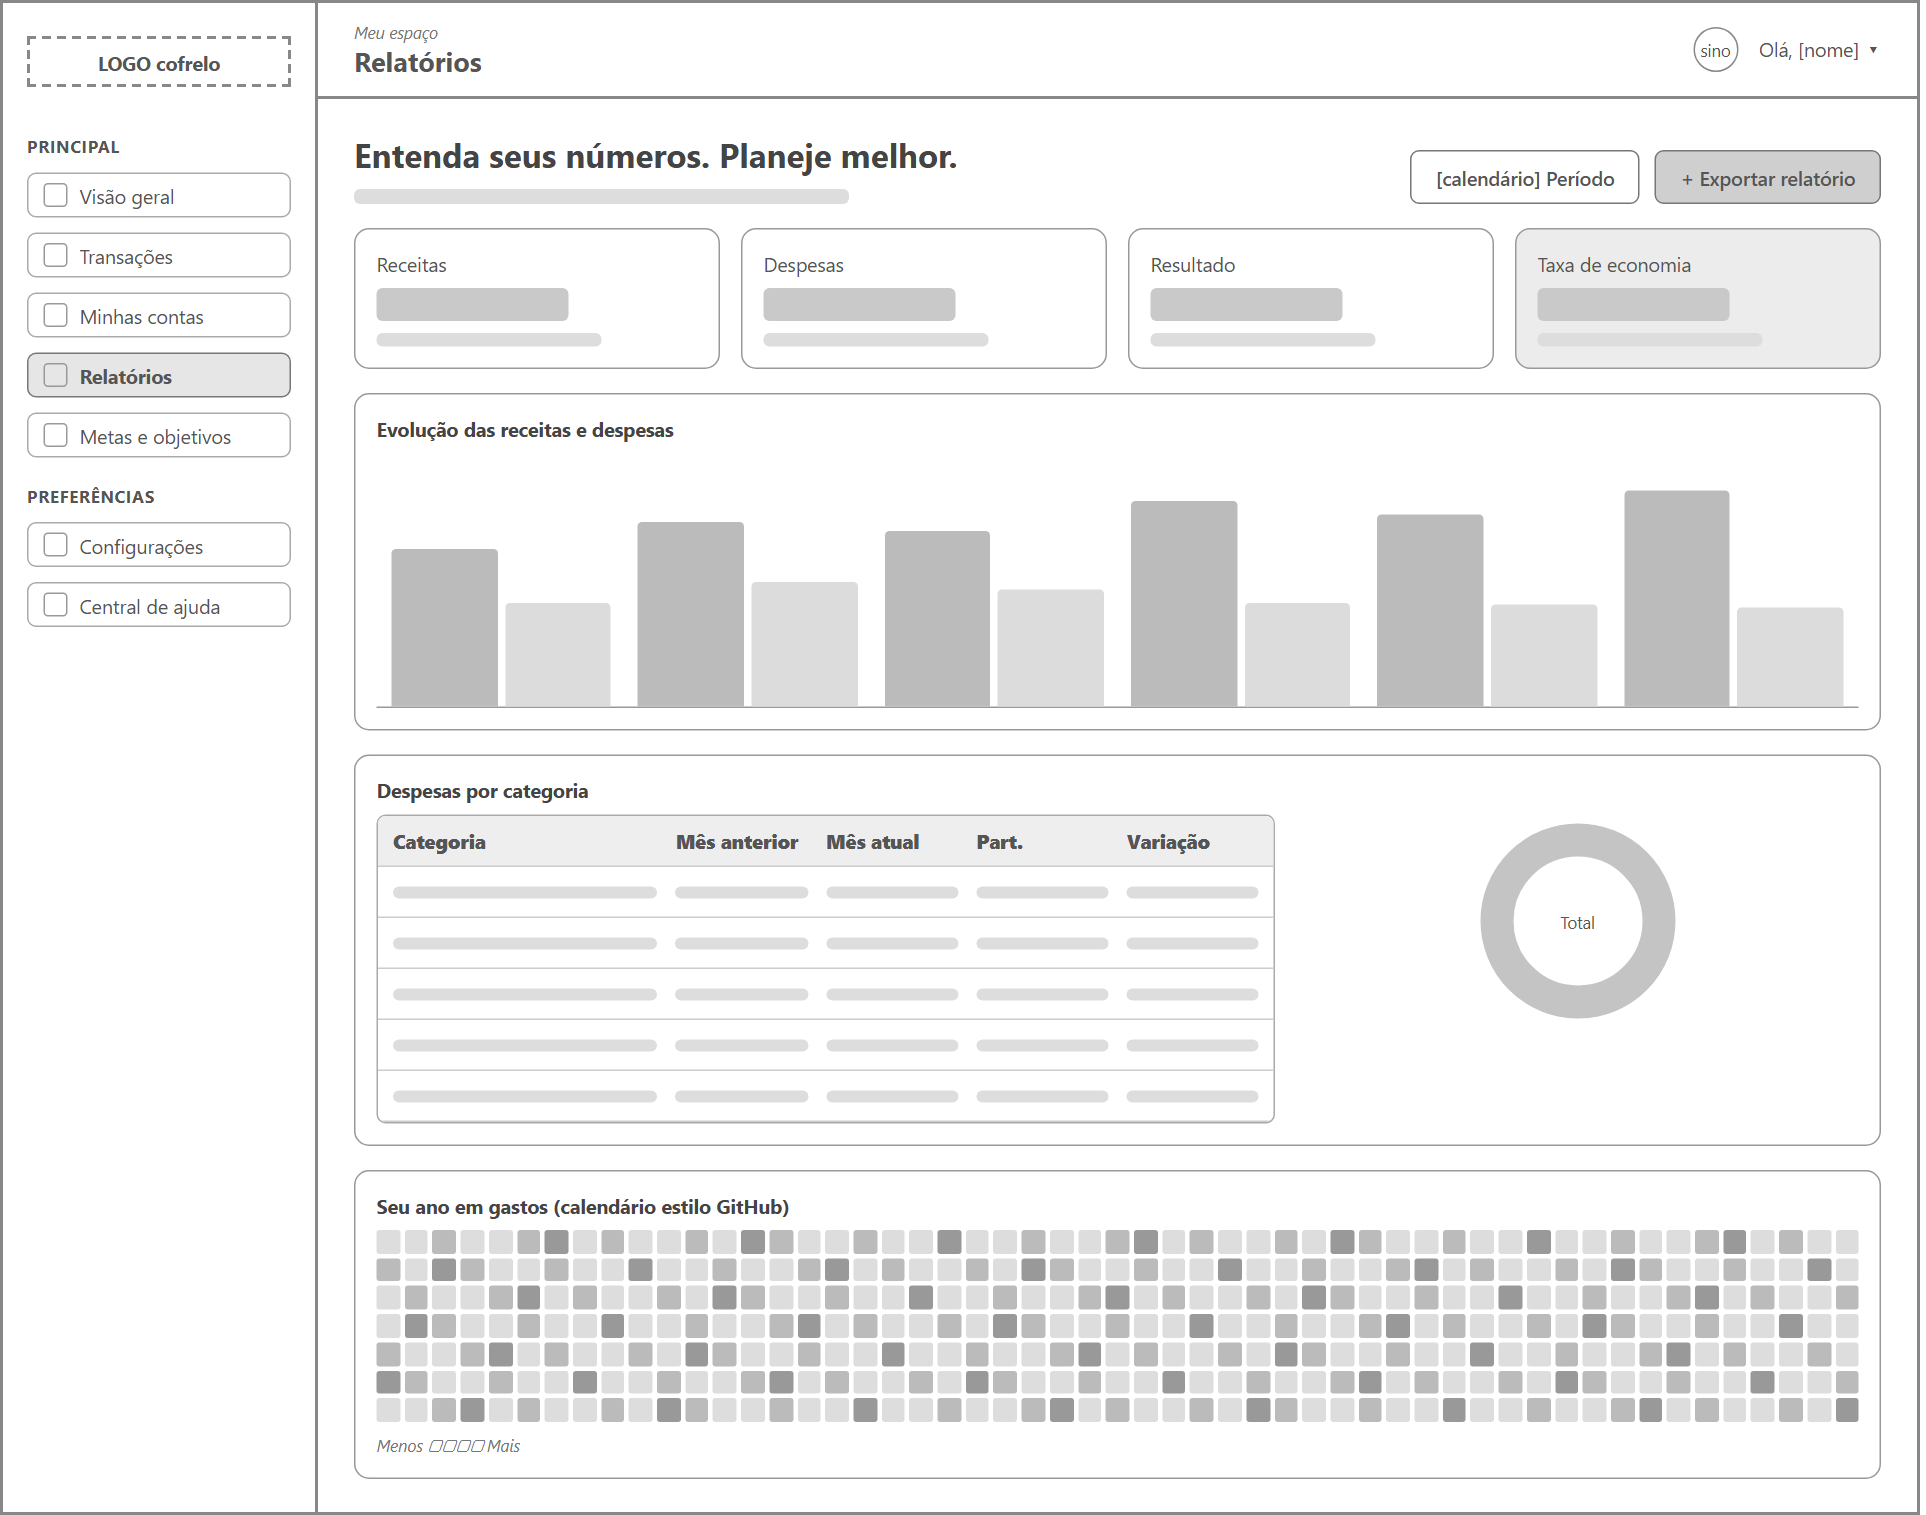 LOGO cofrelo
PRINCIPAL
Visão geral
Transações
Minhas contas
Relatórios
Metas e objetivos
PREFERÊNCIAS
Configurações
Central de ajuda
Meu espaço
Relatórios
sino
Olá, [nome] ▾
Entenda seus números. Planeje melhor.
[calendário] Período
+ Exportar relatório
Receitas
Despesas
Resultado
Taxa de economia
Evolução das receitas e despesas
Despesas por categoria
Categoria Mês anterior Mês atual Part. Variação
Total
Seu ano em gastos (calendário estilo GitHub)
Menos ▢▢▢▢ Mais